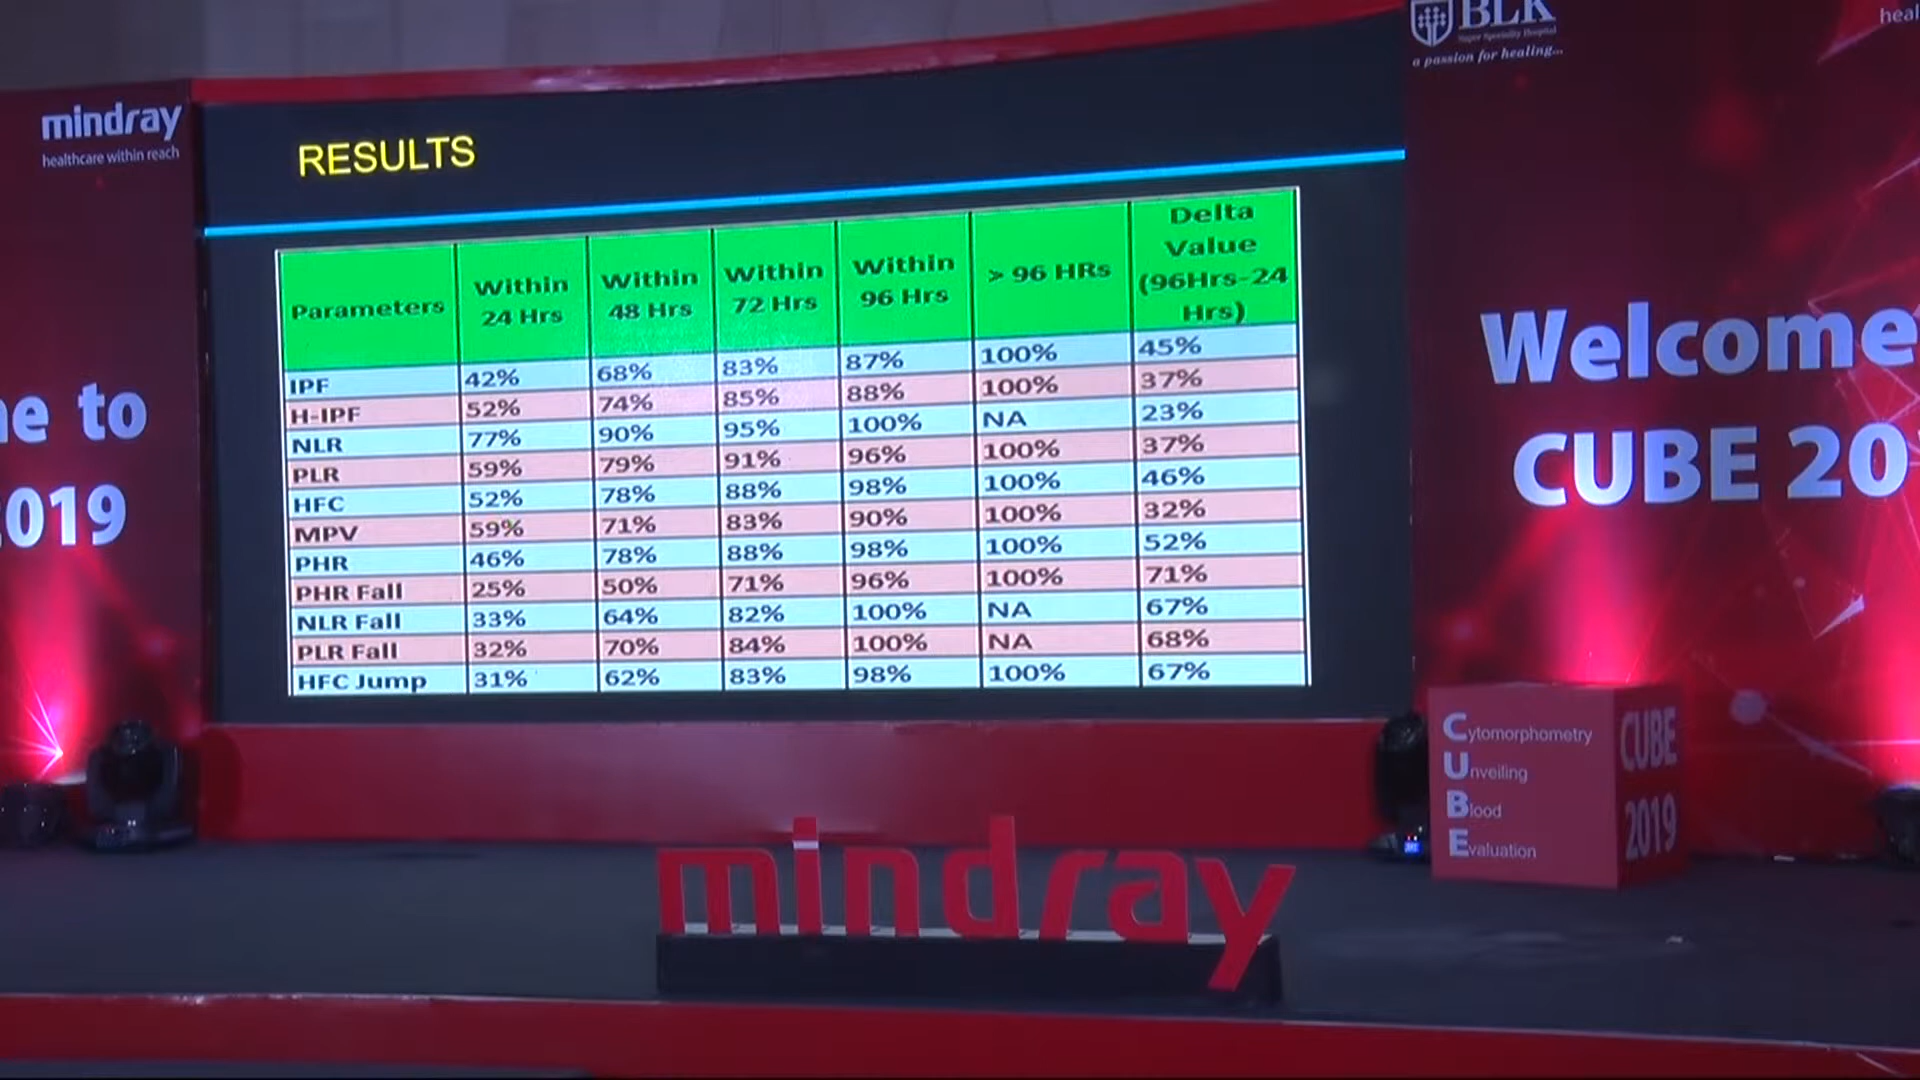 mindray
healthcare within reach
ne to
2019
RESULTS
Parameters Within 24 Hrs Within 48 Hrs Within 72 Hrs Within 96 Hrs > 96 HRs Delta Value (96Hrs-24 Hrs)
IPF 42% 68% 83% 87% 100% 45%
H-IPF 52% 74% 85% 88% 100% 37%
NLR 77% 90% 95% 100% NA 23%
PLR 59% 79% 91% 96% 100% 37%
HFC 52% 78% 88% 98% 100% 46%
MPV 59% 71% 83% 90% 100% 32%
PHR 46% 78% 88% 98% 100% 52%
PHR Fall 25% 50% 71% 96% 100% 71%
NLR Fall 33% 64% 82% 100% NA 67%
PLR Fall 32% 70% 84% 100% NA 68%
HFC Jump 31% 62% 83% 98% 100% 67%
BLK
Super Speciality Hospital
a passion for healing...
heal
Welcome
CUBE 20
Cytomorphometry
Unveiling
Blood
Evaluation
CUBE
2019
mindray